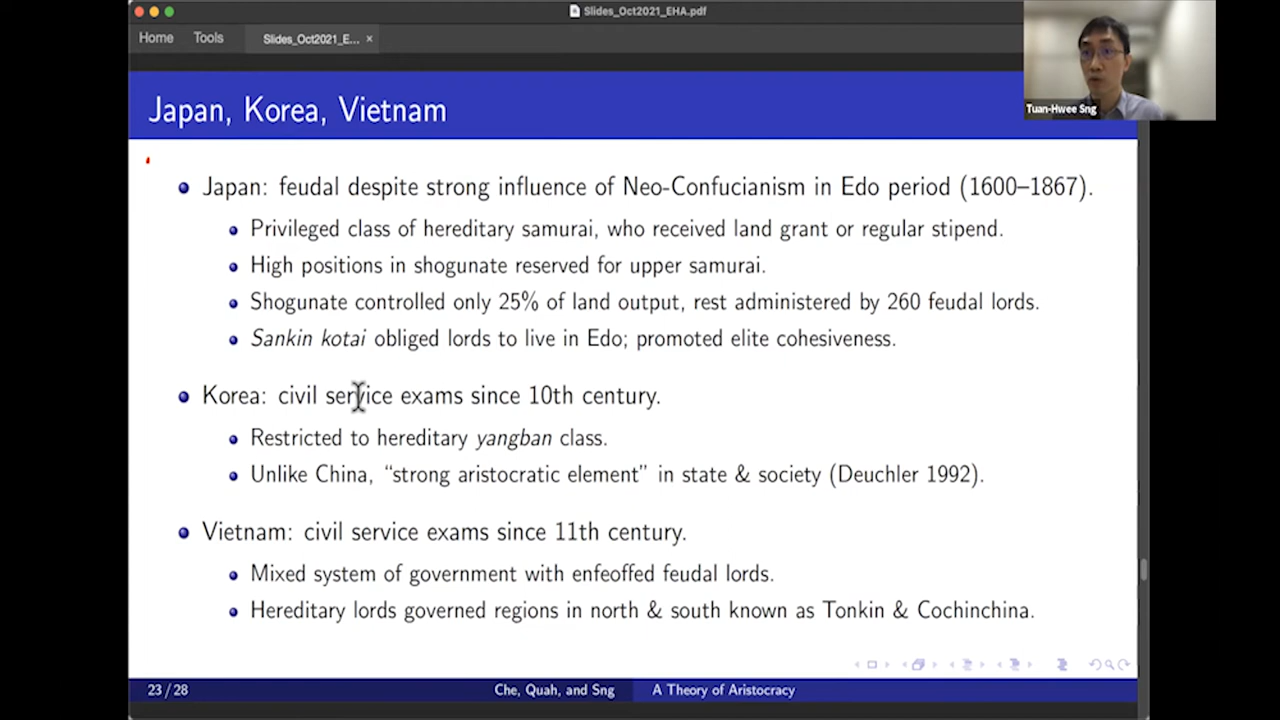 Slides_Oct2021_EHA.pdf
Home Tools Slides_Oct2021_E... ×
Tuan-Hwee Sng
Japan, Korea, Vietnam
Japan: feudal despite strong influence of Neo-Confucianism in Edo period (1600–1867).
Privileged class of hereditary samurai, who received land grant or regular stipend.
High positions in shogunate reserved for upper samurai.
Shogunate controlled only 25% of land output, rest administered by 260 feudal lords.
Sankin kotai obliged lords to live in Edo; promoted elite cohesiveness.
Korea: civil service exams since 10th century.
Restricted to hereditary yangban class.
Unlike China, “strong aristocratic element” in state & society (Deuchler 1992).
Vietnam: civil service exams since 11th century.
Mixed system of government with enfeoffed feudal lords.
Hereditary lords governed regions in north & south known as Tonkin & Cochinchina.
23 / 28 Che, Quah, and Sng A Theory of Aristocracy